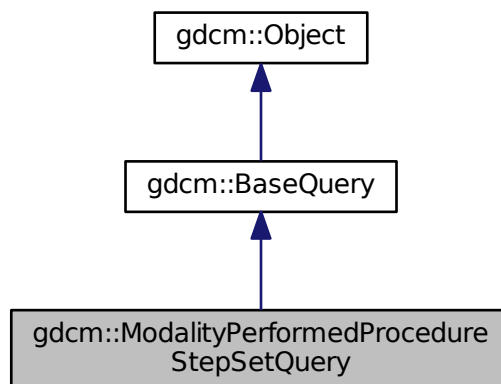 gdcm::Object
gdcm::BaseQuery
gdcm::ModalityPerformedProcedure
StepSetQuery